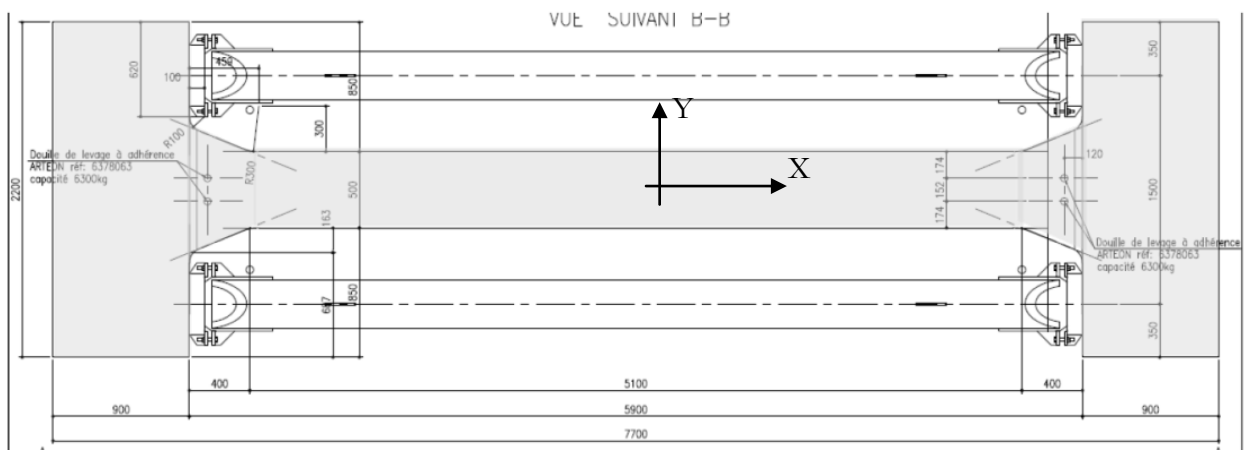 VUE SUIVANT B-B
620
100
459
850
350
300
Y
R100
Douille de levage à adhérence
ARTEON réf: 6378063
capacité 6300kg
R300
2200
500
163
X
174
152
174
120
1500
Douille de levage à adhérence
ARTEON réf: 6378063
capacité 6300kg
850
350
400
5100
400
900
5900
900
7700